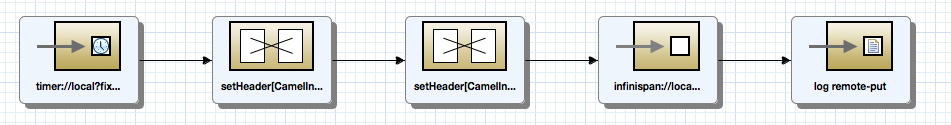 timer://local?fix...
setHeader[CamelIn...
setHeader[CamelIn...
infinispan://loca...
log remote-put